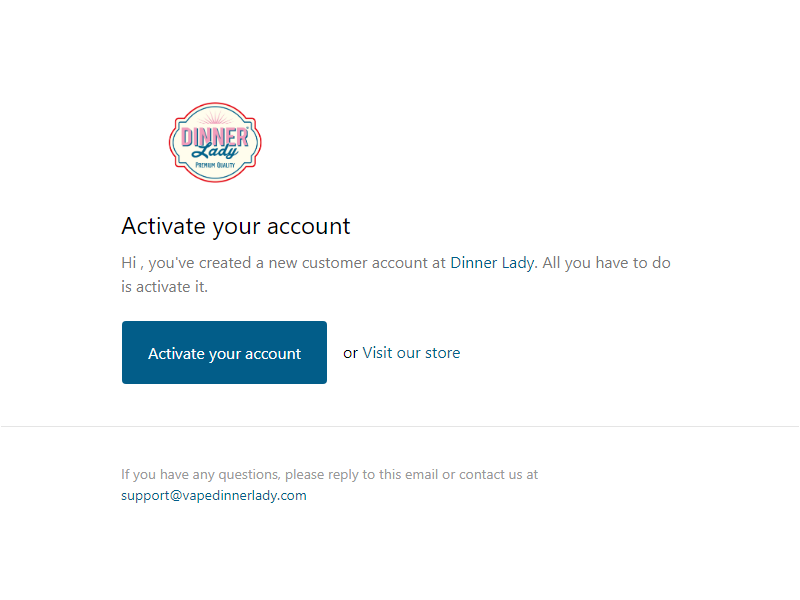 DINNER
Lady
PREMIUM QUALITY
Activate your account
Hi , you've created a new customer account at Dinner Lady. All you have to do
is activate it.
Activate your account or Visit our store
If you have any questions, please reply to this email or contact us at
support@vapedinnerlady.com